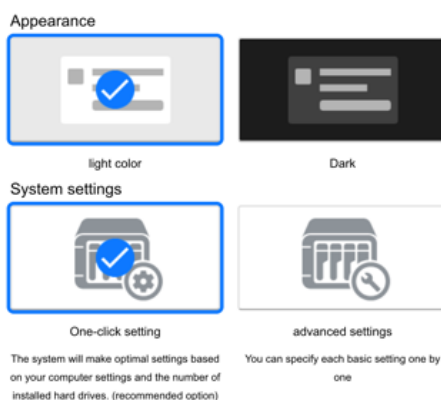 Appearance
light color
Dark
System settings
One-click setting
The system will make optimal settings based
on your computer settings and the number of
installed hard drives. (recommended option)
advanced settings
You can specify each basic setting one by
one